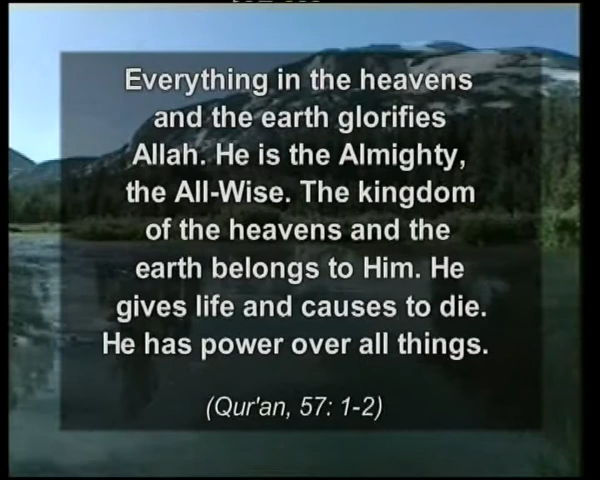 Everything in the heavens
and the earth glorifies
Allah. He is the Almighty,
the All-Wise. The kingdom
of the heavens and the
earth belongs to Him. He
gives life and causes to die.
He has power over all things.
(Qur'an, 57: 1-2)